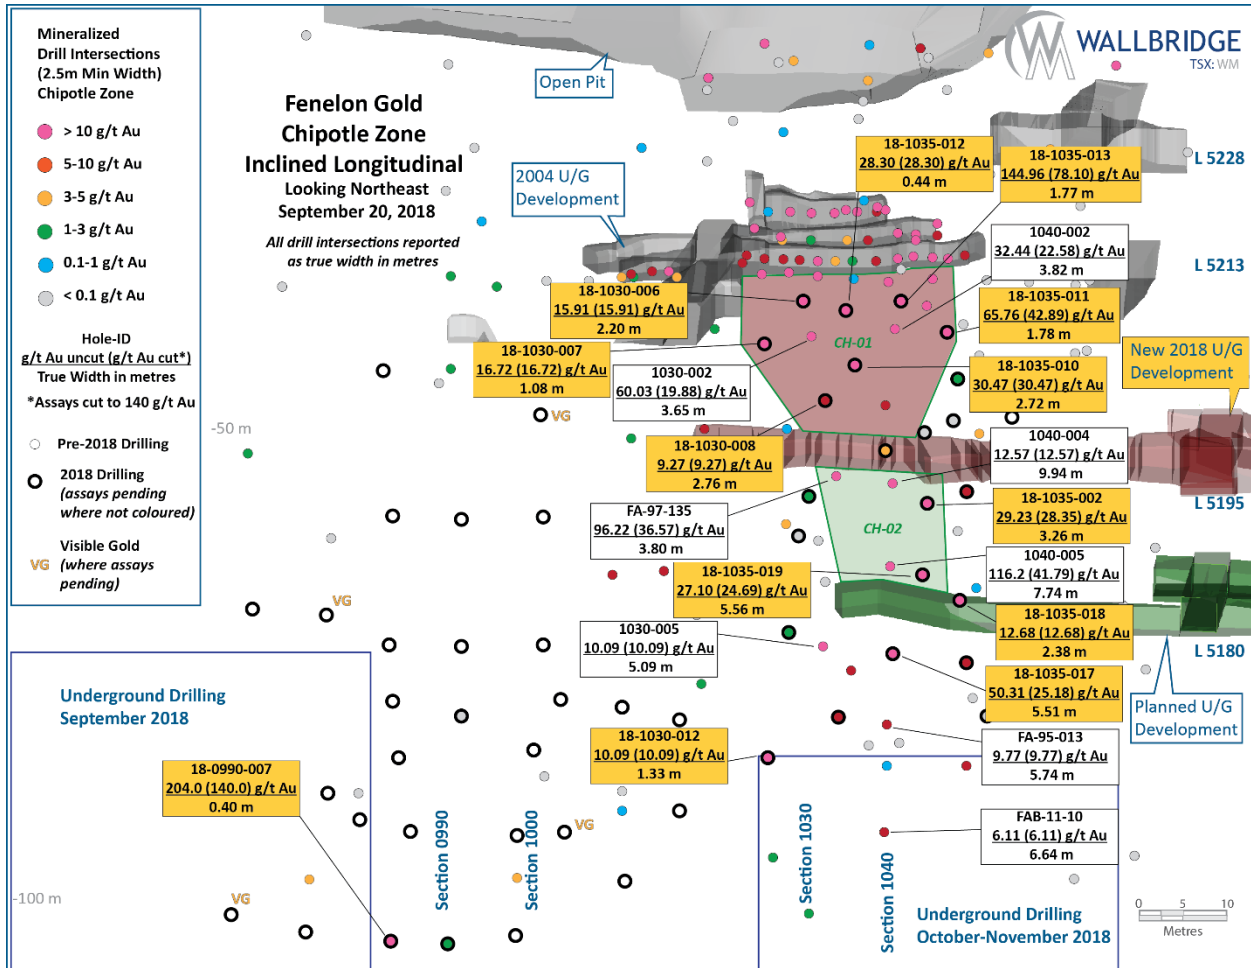 Mineralized
Drill Intersections
(2.5m Min Width)
Chipotle Zone
> 10 g/t Au
5-10 g/t Au
3-5 g/t Au
1-3 g/t Au
0.1-1 g/t Au
< 0.1 g/t Au
Hole-ID
g/t Au uncut (g/t Au cut*)
True Width in metres
*Assays cut to 140 g/t Au
Pre-2018 Drilling
2018 Drilling
(assays pending
where not coloured)
VG
Visible Gold
(where assays
pending)
Fenelon Gold
Chipotle Zone
Inclined Longitudinal
Looking Northeast
September 20, 2018
All drill intersections reported
as true width in metres
Open Pit
WALLBRIDGE
TSX: WM
2004 U/G
Development
18-1035-012
28.30 (28.30) g/t Au
0.44 m
18-1035-013
144.96 (78.10) g/t Au
1.77 m
L 5228
1040-002
32.44 (22.58) g/t Au
3.82 m
L 5213
18-1030-006
15.91 (15.91) g/t Au
2.20 m
18-1035-011
65.76 (42.89) g/t Au
1.78 m
CH-01
18-1030-007
16.72 (16.72) g/t Au
1.08 m
1030-002
60.03 (19.88) g/t Au
3.65 m
18-1035-010
30.47 (30.47) g/t Au
2.72 m
New 2018 U/G
Development
VG
-50 m
18-1030-008
9.27 (9.27) g/t Au
2.76 m
1040-004
12.57 (12.57) g/t Au
9.94 m
L 5195
FA-97-135
96.22 (36.57) g/t Au
3.80 m
18-1035-002
29.23 (28.35) g/t Au
3.26 m
CH-02
1040-005
116.2 (41.79) g/t Au
7.74 m
18-1035-019
27.10 (24.69) g/t Au
5.56 m
VG
18-1035-018
12.68 (12.68) g/t Au
2.38 m
1030-005
10.09 (10.09) g/t Au
5.09 m
L 5180
18-1035-017
50.31 (25.18) g/t Au
5.51 m
Planned U/G
Development
Underground Drilling
September 2018
18-1030-012
10.09 (10.09) g/t Au
1.33 m
FA-95-013
9.77 (9.77) g/t Au
5.74 m
18-0990-007
204.0 (140.0) g/t Au
0.40 m
VG
FAB-11-10
6.11 (6.11) g/t Au
6.64 m
Section 0990
Section 1000
Section 1030
Section 1040
VG
-100 m
Underground Drilling
October-November 2018
0 5 10
Metres